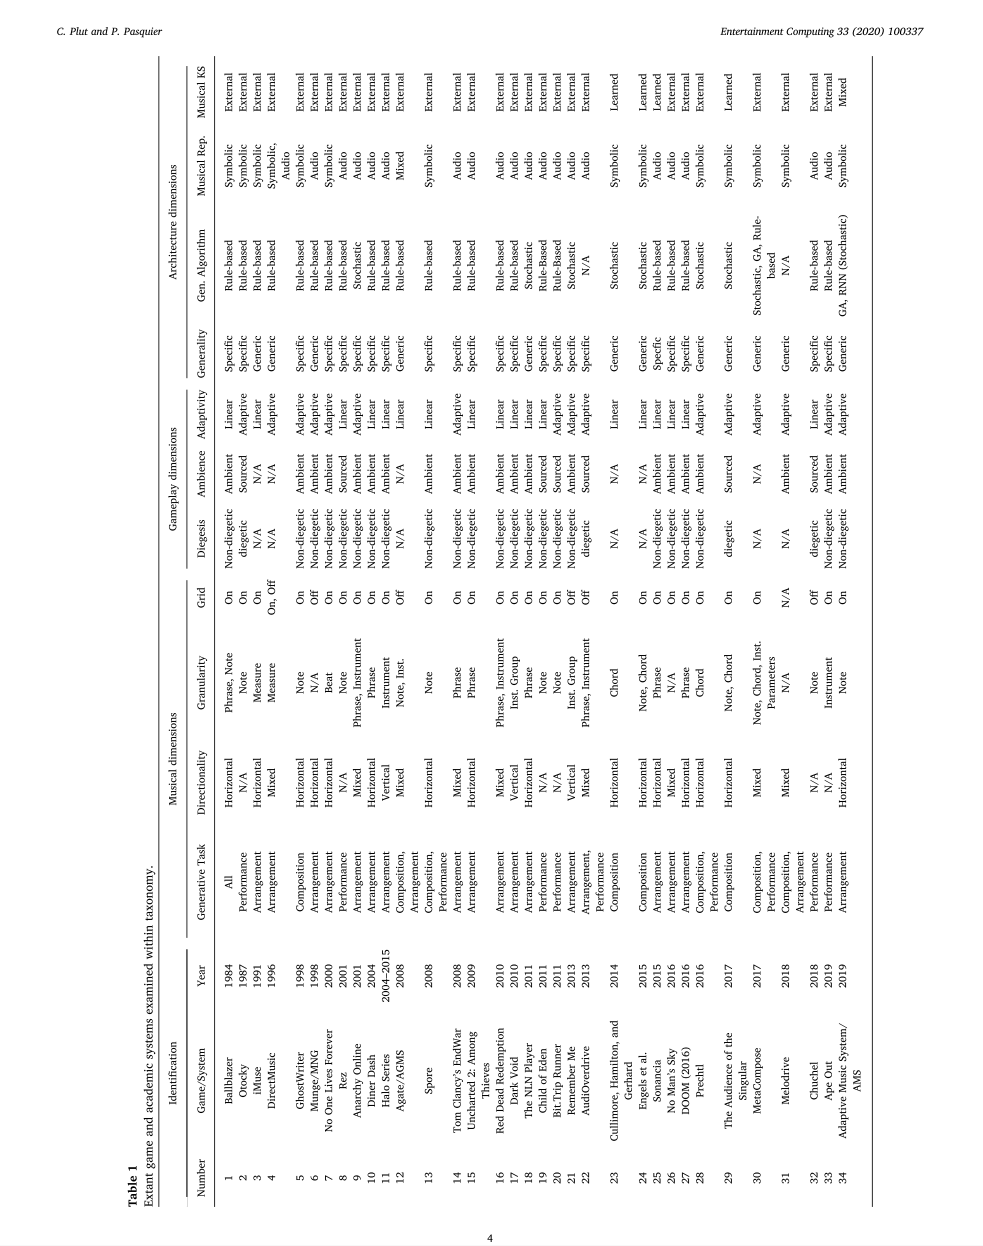 C. Plut and P. Pasquier
Entertainment Computing 33 (2020) 100337
Table 1
Extant game and academic systems examined within taxonomy.
Identification Musical dimensions Gameplay dimensions Architecture dimensions
Number Game/System Year Generative Task Directionality Granularity Grid Diegesis Ambience Adaptivity Generality Gen. Algorithm Musical Rep. Musical KS
1 Ballblazer 1984 All Horizontal Phrase, Note On Non-diegetic Ambient Linear Specific Rule-based Symbolic External
2 Otocky 1987 Performance N/A Note On diegetic Sourced Adaptive Specific Rule-based Symbolic External
3 iMuse 1991 Arrangement Horizontal Measure On N/A N/A Linear Generic Rule-based Symbolic External
4 DirectMusic 1996 Arrangement Mixed Measure On, Off N/A N/A Adaptive Generic Rule-based Symbolic, External
Audio
5 GhostWriter 1998 Composition Horizontal Note On Non-diegetic Ambient Adaptive Specific Rule-based Symbolic External
6 Munge/MING 1998 Arrangement Horizontal N/A Off Non-diegetic Ambient Adaptive Generic Rule-based Audio External
7 No One Lives Forever 2000 Arrangement Horizontal Beat On Non-diegetic Ambient Adaptive Specific Rule-based Symbolic External
8 Rez 2001 Performance N/A Note On Non-diegetic Sourced Linear Specific Rule-based Audio External
9 Anarchy Online 2001 Arrangement Mixed Phrase, Instrument On Non-diegetic Ambient Adaptive Specific Stochastic Audio External
10 Diner Dash 2004 Arrangement Horizontal Phrase On Non-diegetic Ambient Linear Specific Rule-based Audio External
11 Halo Series 2004–2015 Arrangement Vertical Instrument On Non-diegetic Ambient Linear Specific Rule-based Audio External
12 Agate/AGMS 2008 Composition, Mixed Note, Inst. Off N/A N/A Linear Generic Rule-based Mixed External
Arrangement
13 Spore 2008 Composition, Horizontal Note On Non-diegetic Ambient Linear Specific Rule-based Symbolic External
Performance
14 Tom Clancy's EndWar 2008 Arrangement Mixed Phrase On Non-diegetic Ambient Adaptive Specific Rule-based Audio External
15 Uncharted 2: Among 2009 Arrangement Horizontal Phrase On Non-diegetic Ambient Linear Specific Rule-based Audio External
Thieves
16 Red Dead Redemption 2010 Arrangement Mixed Phrase, Instrument On Non-diegetic Ambient Linear Specific Rule-based Audio External
17 Dark Void 2010 Arrangement Vertical Inst. Group On Non-diegetic Ambient Linear Specific Rule-based Audio External
18 The NLN Player 2011 Arrangement Horizontal Phrase On Non-diegetic Ambient Linear Generic Stochastic Audio External
19 Child of Eden 2011 Performance N/A Note On Non-diegetic Sourced Linear Specific Rule-Based Audio External
20 Bit.Trip Runner 2011 Performance N/A Note On Non-diegetic Sourced Adaptive Specific Rule-Based Audio External
21 Remember Me 2013 Arrangement Vertical Inst. Group Off Non-diegetic Ambient Adaptive Specific Stochastic Audio External
22 AudiOverdrive 2013 Arrangement, Mixed Phrase, Instrument Off diegetic Sourced Adaptive Specific N/A Audio External
Performance
23 Cullimore, Hamilton, and 2014 Composition Horizontal Chord On N/A N/A Linear Generic Stochastic Symbolic Learned
Gerhard
24 Engels et al. 2015 Composition Horizontal Note, Chord On N/A N/A Linear Generic Stochastic Symbolic Learned
25 Sonancia 2015 Arrangement Horizontal Phrase On Non-diegetic Ambient Linear Specfic Rule-based Audio Learned
26 No Man's Sky 2016 Arrangement Mixed N/A On Non-diegetic Ambient Linear Specific Rule-based Audio External
27 DOOM (2016) 2016 Arrangement Horizontal Phrase On Non-diegetic Ambient Linear Specific Rule-based Audio External
28 Prechtl 2016 Composition, Horizontal Chord On Non-diegetic Ambient Adaptive Generic Stochastic Symbolic External
Performance
29 The Audience of the 2017 Composition Horizontal Note, Chord On diegetic Sourced Adaptive Generic Stochastic Symbolic Learned
Singular
30 MetaCompose 2017 Composition, Mixed Note, Chord, Inst. On N/A N/A Adaptive Generic Stochastic, GA, Rule- Symbolic External
Performance Parameters based
31 Melodrive 2018 Composition, Mixed N/A N/A N/A Ambient Adaptive Generic N/A Symbolic External
Arrangement
32 Chuchel 2018 Performance N/A Note Off diegetic Sourced Linear Specific Rule-based Audio External
33 Ape Out 2019 Performance N/A Instrument On Non-diegetic Ambient Adaptive Specific Rule-based Audio External
34 Adaptive Music System/ 2019 Arrangement Horizontal Note On Non-diegetic Ambient Adaptive Generic GA, RNN (Stochastic) Symbolic Mixed
AMS
4